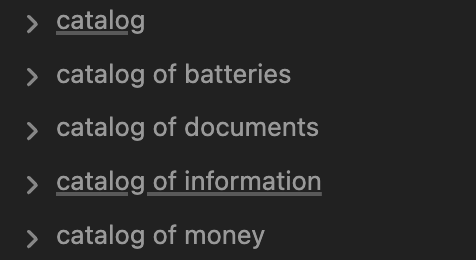 catalog
catalog of batteries
catalog of documents
catalog of information
catalog of money